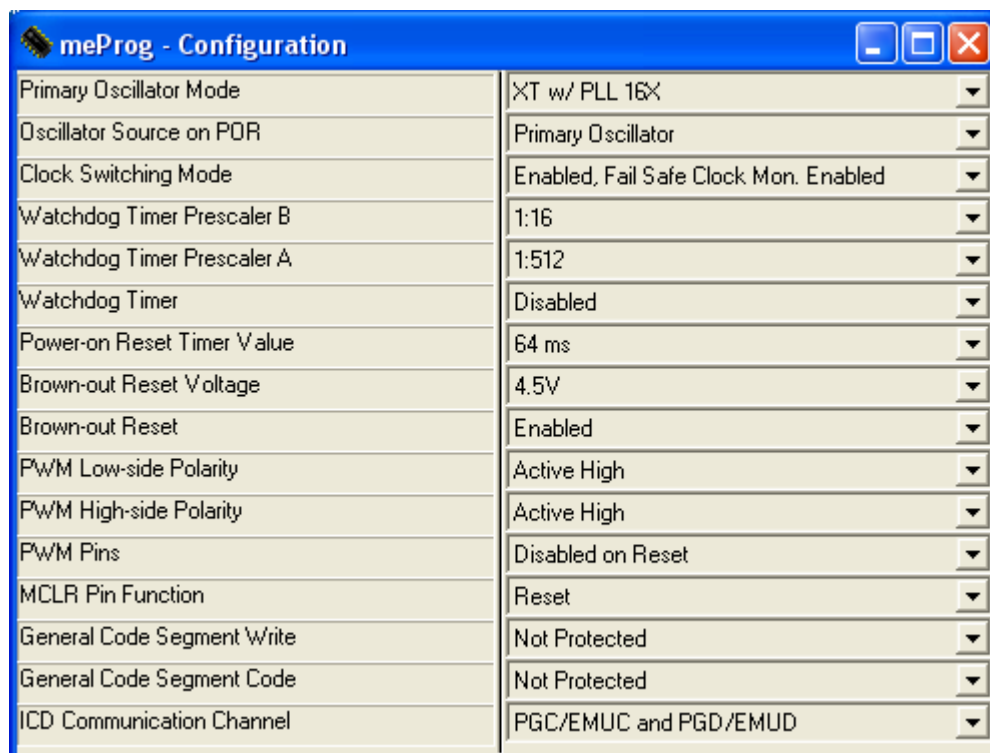 meProg - Configuration
Primary Oscillator Mode XT w/ PLL 16X
Oscillator Source on POR Primary Oscillator
Clock Switching Mode Enabled, Fail Safe Clock Mon. Enabled
Watchdog Timer Prescaler B 1:16
Watchdog Timer Prescaler A 1:512
Watchdog Timer Disabled
Power-on Reset Timer Value 64 ms
Brown-out Reset Voltage 4.5V
Brown-out Reset Enabled
PWM Low-side Polarity Active High
PWM High-side Polarity Active High
PWM Pins Disabled on Reset
MCLR Pin Function Reset
General Code Segment Write Not Protected
General Code Segment Code Not Protected
ICD Communication Channel PGC/EMUC and PGD/EMUD